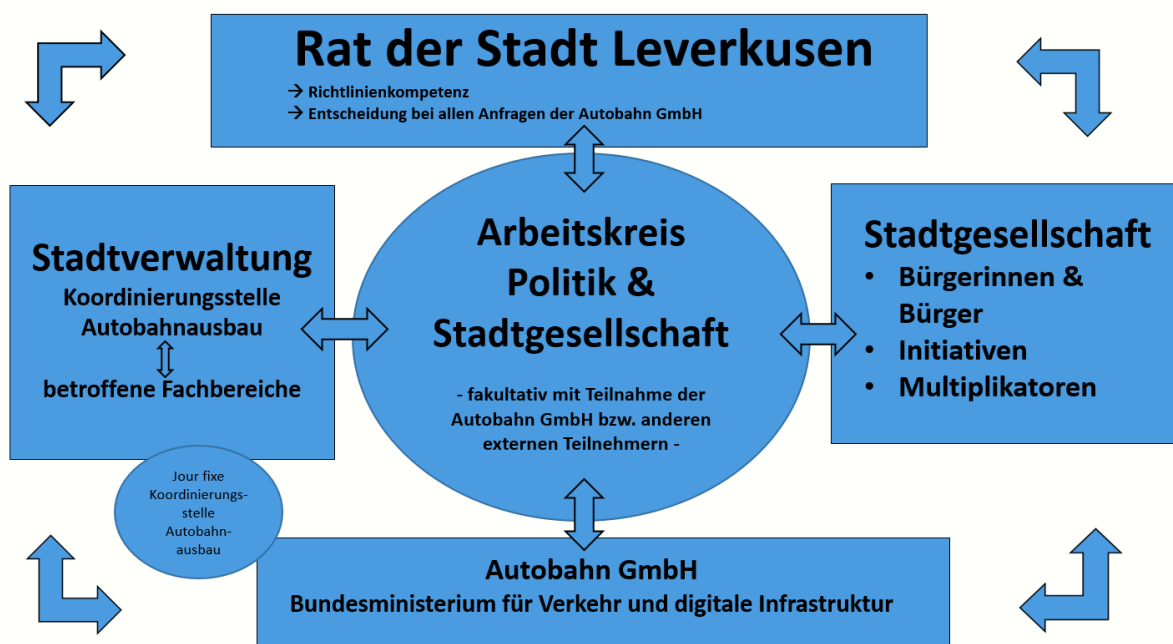 Rat der Stadt Leverkusen
→ Richtlinienkompetenz
→ Entscheidung bei allen Anfragen der Autobahn GmbH
Stadtverwaltung
Koordinierungsstelle
Autobahnausbau
betroffene Fachbereiche
Jour fixe
Koordinierungs-
stelle
Autobahn-
ausbau
Arbeitskreis
Politik &
Stadtgesellschaft
- fakultativ mit Teilnahme der
Autobahn GmbH bzw. anderen
externen Teilnehmern -
Stadtgesellschaft
• Bürgerinnen &
Bürger
• Initiativen
• Multiplikatoren
Autobahn GmbH
Bundesministerium für Verkehr und digitale Infrastruktur